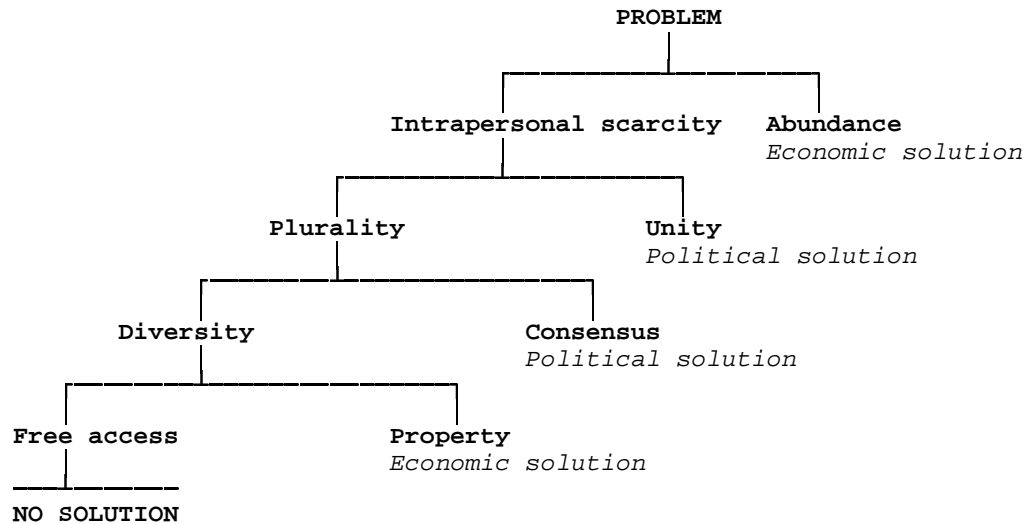 PROBLEM
Intrapersonal scarcity Abundance
Economic solution
Plurality Unity
Political solution
Diversity Consensus
Political solution
Free access Property
Economic solution
NO SOLUTION